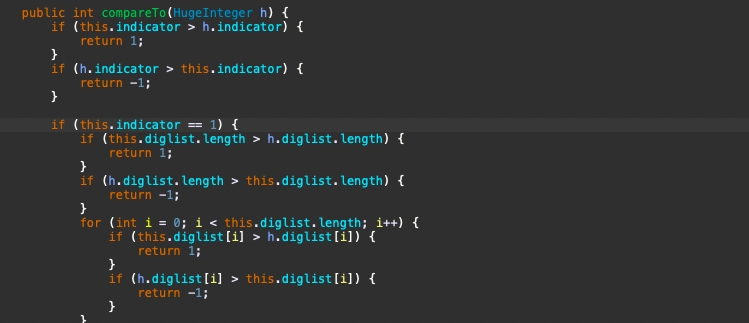 public int compareTo(HugeInteger h) {
    if (this.indicator > h.indicator) {
        return 1;
    }
    if (h.indicator > this.indicator) {
        return -1;
    }

    if (this.indicator == 1) {
        if (this.diglist.length > h.diglist.length) {
            return 1;
        }
        if (h.diglist.length > this.diglist.length) {
            return -1;
        }
        for (int i = 0; i < this.diglist.length; i++) {
            if (this.diglist[i] > h.diglist[i]) {
                return 1;
            }
            if (h.diglist[i] > this.diglist[i]) {
                return -1;
            }
        }